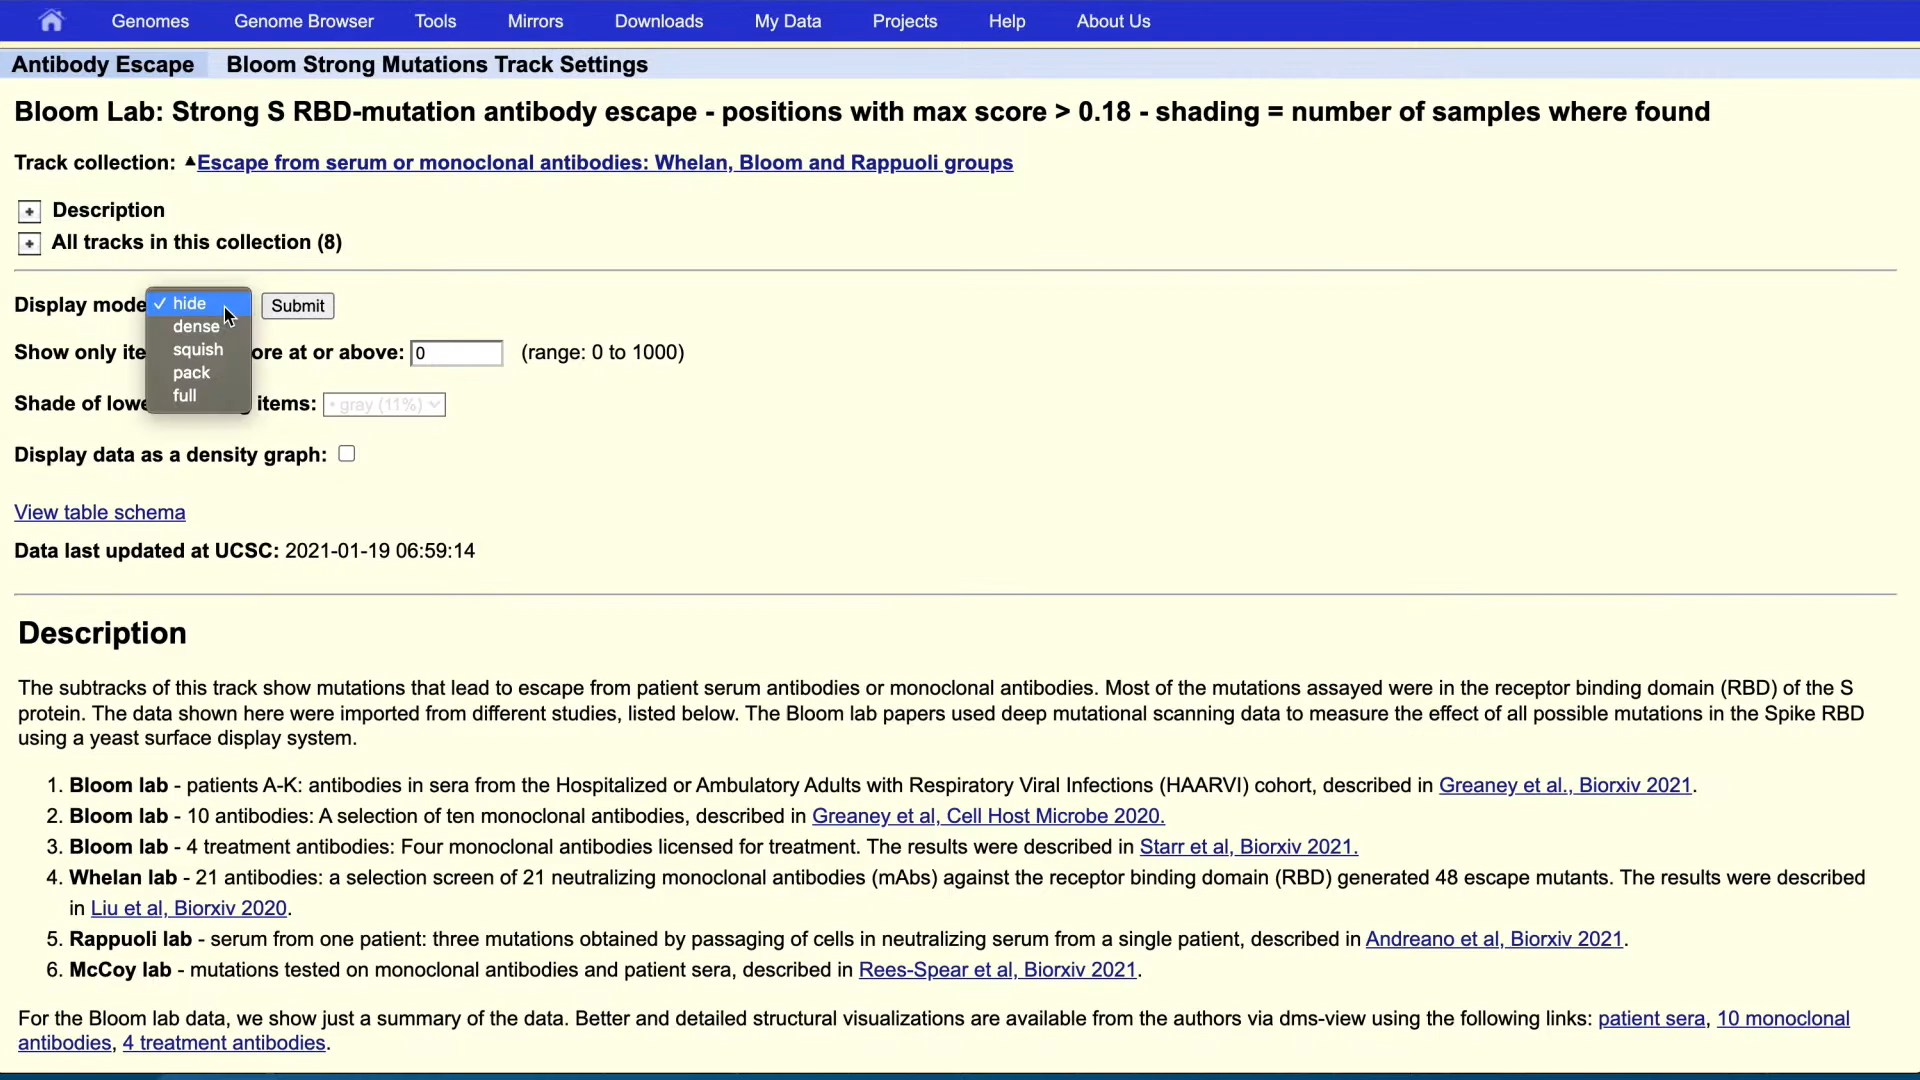 Genomes Genome Browser Tools Mirrors Downloads My Data Projects Help About Us
Antibody Escape Bloom Strong Mutations Track Settings
Bloom Lab: Strong S RBD-mutation antibody escape - positions with max score > 0.18 - shading = number of samples where found
Track collection: ▲Escape from serum or monoclonal antibodies: Whelan, Bloom and Rappuoli groups
+ Description
+ All tracks in this collection (8)
Display mode ✓ hide Submit
dense
squish
pack
full
Show only ite ore at or above: 0 (range: 0 to 1000)
Shade of lowe items: • gray (11%)
Display data as a density graph:
View table schema
Data last updated at UCSC: 2021-01-19 06:59:14
Description
The subtracks of this track show mutations that lead to escape from patient serum antibodies or monoclonal antibodies. Most of the mutations assayed were in the receptor binding domain (RBD) of the S
protein. The data shown here were imported from different studies, listed below. The Bloom lab papers used deep mutational scanning data to measure the effect of all possible mutations in the Spike RBD
using a yeast surface display system.
1. Bloom lab - patients A-K: antibodies in sera from the Hospitalized or Ambulatory Adults with Respiratory Viral Infections (HAARVI) cohort, described in Greaney et al., Biorxiv 2021.
2. Bloom lab - 10 antibodies: A selection of ten monoclonal antibodies, described in Greaney et al, Cell Host Microbe 2020.
3. Bloom lab - 4 treatment antibodies: Four monoclonal antibodies licensed for treatment. The results were described in Starr et al, Biorxiv 2021.
4. Whelan lab - 21 antibodies: a selection screen of 21 neutralizing monoclonal antibodies (mAbs) against the receptor binding domain (RBD) generated 48 escape mutants. The results were described
in Liu et al, Biorxiv 2020.
5. Rappuoli lab - serum from one patient: three mutations obtained by passaging of cells in neutralizing serum from a single patient, described in Andreano et al, Biorxiv 2021.
6. McCoy lab - mutations tested on monoclonal antibodies and patient sera, described in Rees-Spear et al, Biorxiv 2021.
For the Bloom lab data, we show just a summary of the data. Better and detailed structural visualizations are available from the authors via dms-view using the following links: patient sera, 10 monoclonal
antibodies, 4 treatment antibodies.